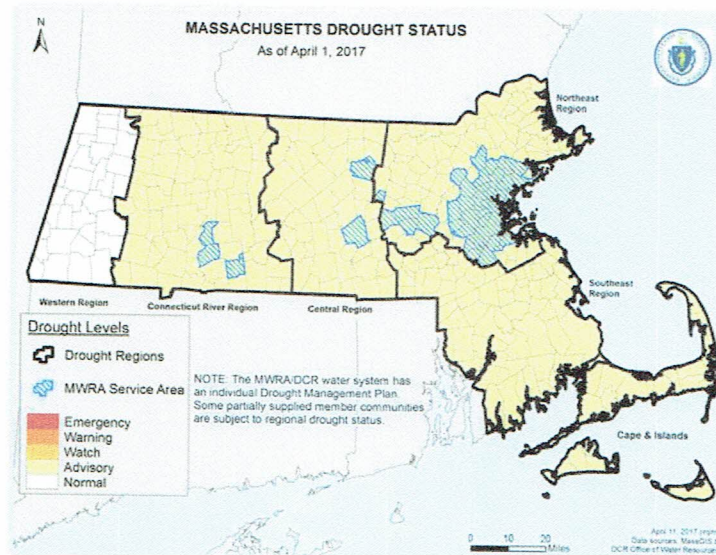 MASSACHUSETTS DROUGHT STATUS
As of April 1, 2017
N
Northeast
Region
Southeast
Region
Western Region
Connecticut River Region
Central Region
Cape & Islands
Drought Levels
Drought Regions
MWRA Service Area
Emergency
Warning
Watch
Advisory
Normal
NOTE: The MWRA/DCR water system has
an individual Drought Management Plan.
Some partially supplied member communities
are subject to regional drought status.
0 10 20
Miles
April 11, 2017
Data sources: MassGIS
DCR Office of Water Resource